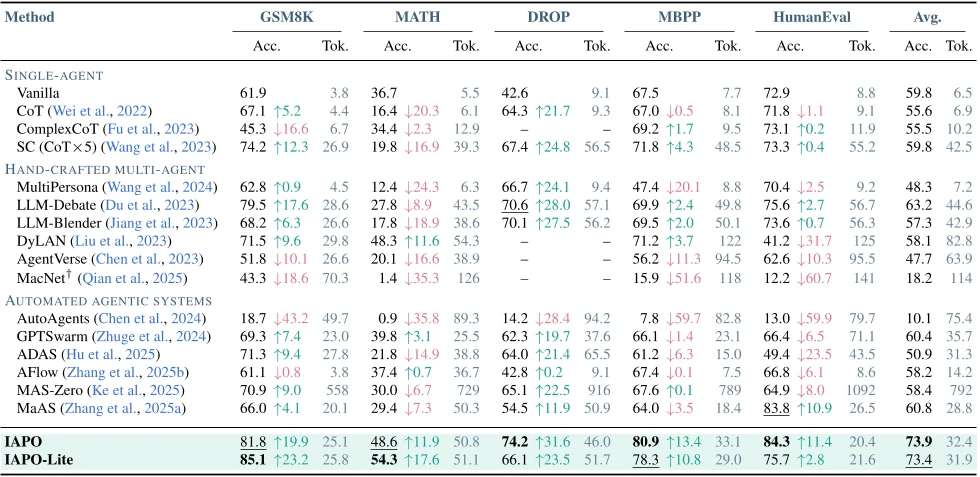 Method GSM8K MATH DROP MBPP HumanEval Avg.
Acc. Tok. Acc. Tok. Acc. Tok. Acc. Tok. Acc. Tok. Acc. Tok.
SINGLE-AGENT
Vanilla 61.9 3.8 36.7 5.5 42.6 9.1 67.5 7.7 72.9 8.8 59.8 6.5
CoT (Wei et al., 2022) 67.1 ↑5.2 4.4 16.4 ↓20.3 6.1 64.3 ↑21.7 9.3 67.0 ↓0.5 8.1 71.8 ↓1.1 9.1 55.6 6.9
ComplexCoT (Fu et al., 2023) 45.3 ↓16.6 6.7 34.4 ↓2.3 12.9 – – 69.2 ↑1.7 9.5 73.1 ↑0.2 11.9 55.5 10.2
SC (CoT×5) (Wang et al., 2023) 74.2 ↑12.3 26.9 19.8 ↓16.9 39.3 67.4 ↑24.8 56.5 71.8 ↑4.3 48.5 73.3 ↑0.4 55.2 59.8 42.5
HAND-CRAFTED MULTI-AGENT
MultiPersona (Wang et al., 2024) 62.8 ↑0.9 4.5 12.4 ↓24.3 6.3 66.7 ↑24.1 9.4 47.4 ↓20.1 8.8 70.4 ↓2.5 9.2 48.3 7.2
LLM-Debate (Du et al., 2023) 79.5 ↑17.6 28.6 27.8 ↓8.9 43.5 70.6 ↑28.0 57.1 69.9 ↑2.4 49.8 75.6 ↑2.7 56.7 63.2 44.6
LLM-Blender (Jiang et al., 2023) 68.2 ↑6.3 26.6 17.8 ↓18.9 38.6 70.1 ↑27.5 56.2 69.5 ↑2.0 50.1 73.6 ↑0.7 56.3 57.3 42.9
DyLAN (Liu et al., 2023) 71.5 ↑9.6 29.8 48.3 ↑11.6 54.3 – – 71.2 ↑3.7 122 41.2 ↓31.7 125 58.1 82.8
AgentVerse (Chen et al., 2023) 51.8 ↓10.1 26.6 20.1 ↓16.6 38.9 – – 56.2 ↓11.3 94.5 62.6 ↓10.3 95.5 47.7 63.9
MacNet† (Qian et al., 2025) 43.3 ↓18.6 70.3 1.4 ↓35.3 126 – – 15.9 ↓51.6 118 12.2 ↓60.7 141 18.2 114
AUTOMATED AGENTIC SYSTEMS
AutoAgents (Chen et al., 2024) 18.7 ↓43.2 49.7 0.9 ↓35.8 89.3 14.2 ↓28.4 94.2 7.8 ↓59.7 82.8 13.0 ↓59.9 79.7 10.1 75.4
GPTSwarm (Zhuge et al., 2024) 69.3 ↑7.4 23.0 39.8 ↑3.1 25.5 62.3 ↑19.7 37.6 66.1 ↓1.4 23.1 66.4 ↓6.5 71.1 60.4 35.7
ADAS (Hu et al., 2025) 71.3 ↑9.4 27.8 21.8 ↓14.9 38.8 64.0 ↑21.4 65.5 61.2 ↓6.3 15.0 49.4 ↓23.5 43.5 50.9 31.3
AFlow (Zhang et al., 2025b) 61.1 ↓0.8 3.8 37.4 ↑0.7 36.7 42.8 ↑0.2 9.1 67.4 ↓0.1 7.5 66.8 ↓6.1 8.6 58.2 14.2
MAS-Zero (Ke et al., 2025) 70.9 ↑9.0 558 30.0 ↓6.7 729 65.1 ↑22.5 916 67.6 ↑0.1 789 64.9 ↓8.0 1092 58.4 792
MaAS (Zhang et al., 2025a) 66.0 ↑4.1 20.1 29.4 ↓7.3 50.3 54.5 ↑11.9 50.9 64.0 ↓3.5 18.4 83.8 ↑10.9 26.5 60.8 28.8
IAPO 81.8 ↑19.9 25.1 48.6 ↑11.9 50.8 74.2 ↑31.6 46.0 80.9 ↑13.4 33.1 84.3 ↑11.4 20.4 73.9 32.4
IAPO-Lite 85.1 ↑23.2 25.8 54.3 ↑17.6 51.1 66.1 ↑23.5 51.7 78.3 ↑10.8 29.0 75.7 ↑2.8 21.6 73.4 31.9